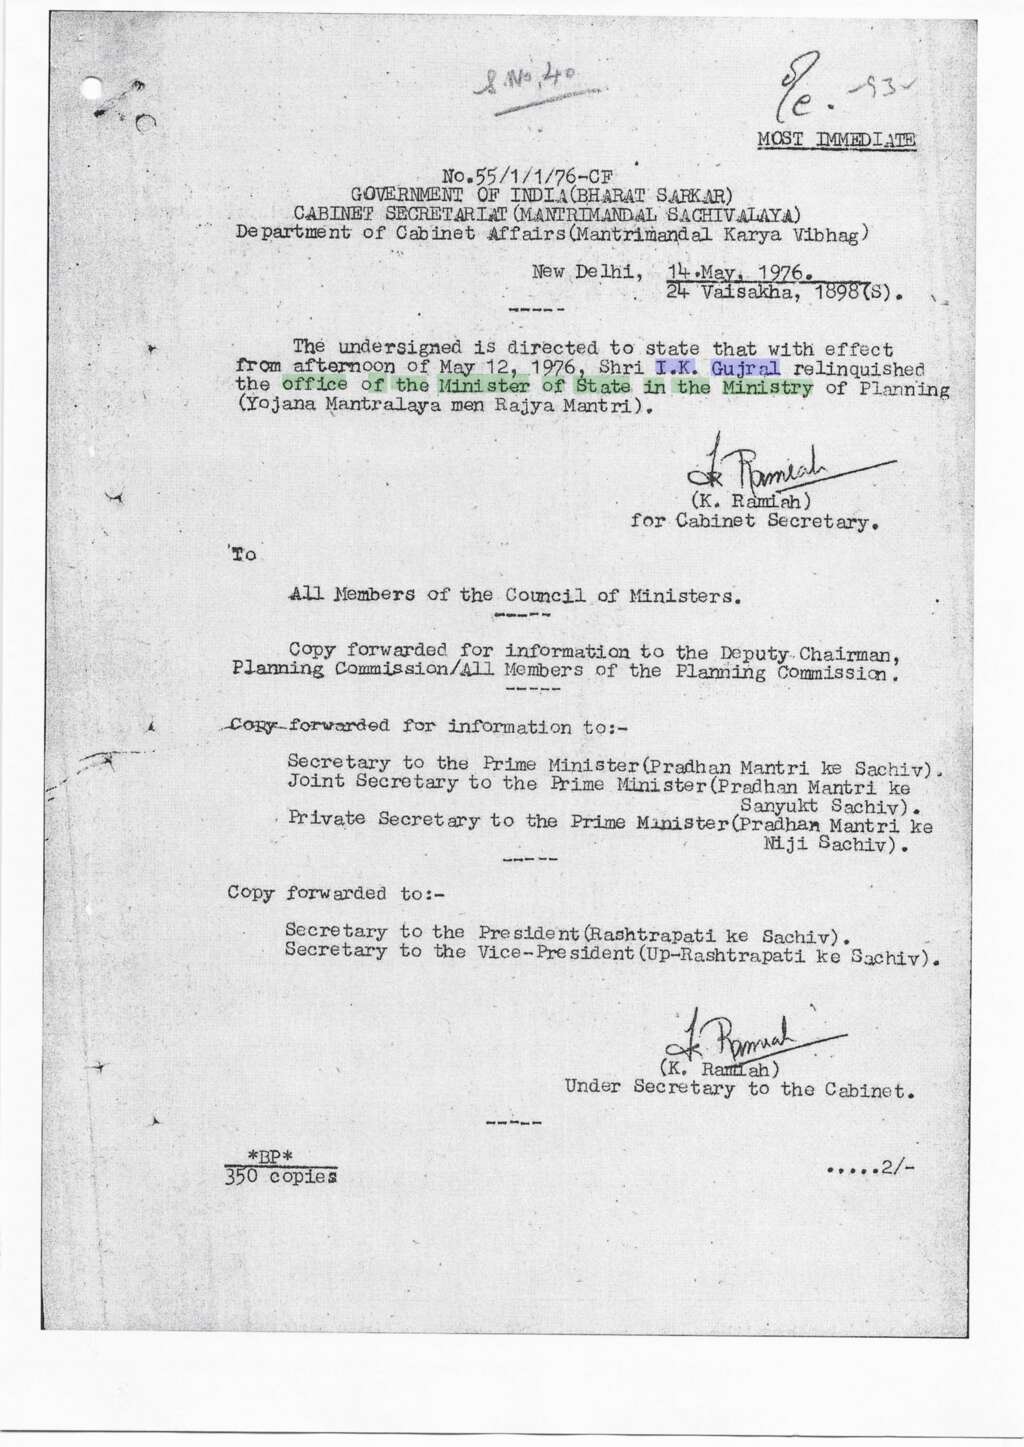 S.No.40
93
MOST IMMEDIATE
No.55/1/1/76-CF
GOVERNMENT OF INDIA(BHARAT SARKAR)
CABINET SECRETARIAT(MANTRIMANDAL SACHIVALAYA)
Department of Cabinet Affairs(Mantrimandal Karya Vibhag)
New Delhi, 14.May, 1976.
24 Vaisakha, 1898(S).
-----
The undersigned is directed to state that with effect
from afternoon of May 12, 1976, Shri I.K. Gujral relinquished
the office of the Minister of State in the Ministry of Planning
(Yojana Mantralaya men Rajya Mantri).
K Ramiah
(K. Ramiah)
for Cabinet Secretary.
To
All Members of the Council of Ministers.
-----
Copy forwarded for information to the Deputy Chairman,
Planning Commission/All Members of the Planning Commission.
-----
Copy forwarded for information to:-
Secretary to the Prime Minister(Pradhan Mantri ke Sachiv).
Joint Secretary to the Prime Minister(Pradhan Mantri ke
Sanyukt Sachiv).
Private Secretary to the Prime Minister(Pradhan Mantri ke
Niji Sachiv).
-----
Copy forwarded to:-
Secretary to the President(Rashtrapati ke Sachiv).
Secretary to the Vice-President(Up-Rashtrapati ke Sachiv).
K Ramiah
(K. Ramiah)
Under Secretary to the Cabinet.
-----
*BP*
350 copies
.....2/-